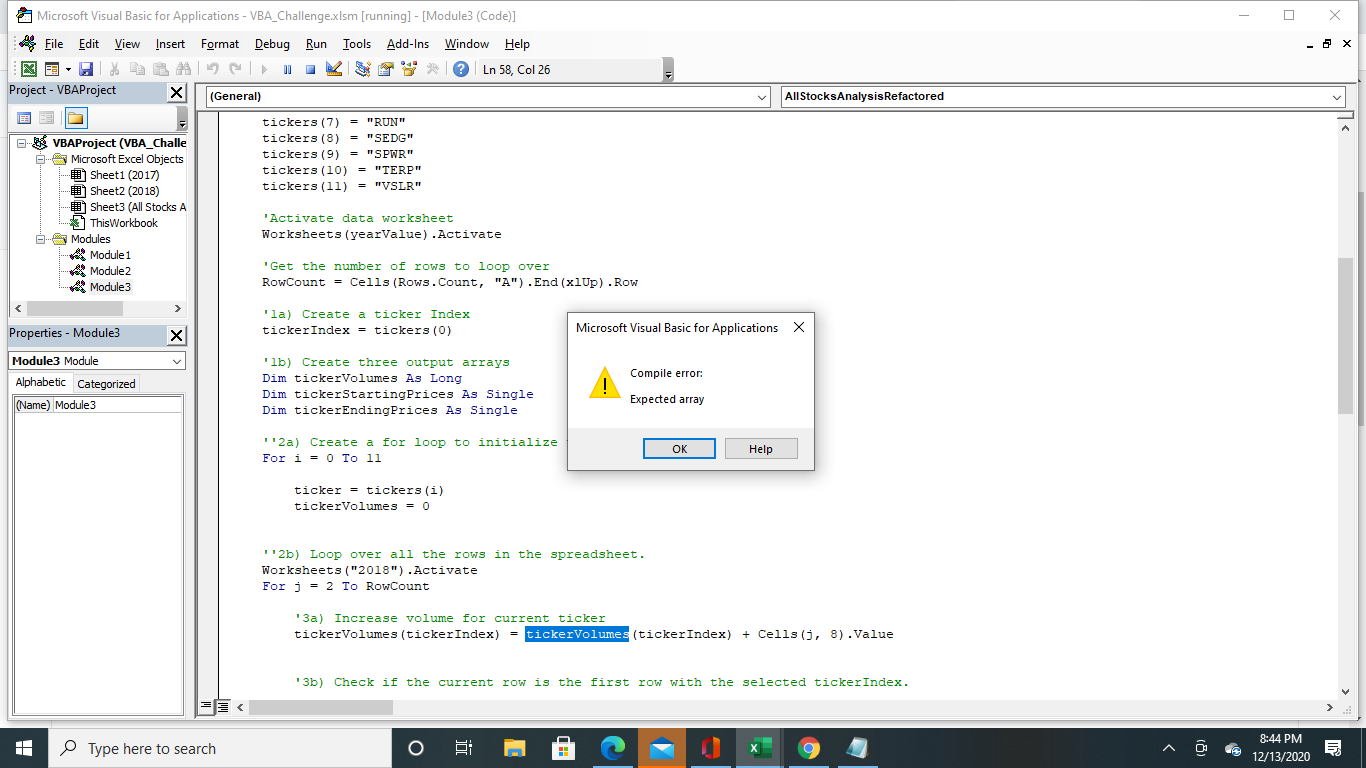 Microsoft Visual Basic for Applications - VBA_Challenge.xlsm [running] - [Module3 (Code)]
File Edit View Insert Format Debug Run Tools Add-Ins Window Help
Ln 58, Col 26
Project - VBAProject
VBAProject (VBA_Challe
Microsoft Excel Objects
Sheet1 (2017)
Sheet2 (2018)
Sheet3 (All Stocks A
ThisWorkbook
Modules
Module1
Module2
Module3
Properties - Module3
Module3 Module
Alphabetic Categorized
(Name) Module3
(General) AllStocksAnalysisRefactored
tickers(7) = "RUN"
tickers(8) = "SEDG"
tickers(9) = "SPWR"
tickers(10) = "TERP"
tickers(11) = "VSLR"
'Activate data worksheet
Worksheets(yearValue).Activate
'Get the number of rows to loop over
RowCount = Cells(Rows.Count, "A").End(xlUp).Row
'1a) Create a ticker Index
tickerIndex = tickers(0)
'1b) Create three output arrays
Dim tickerVolumes As Long
Dim tickerStartingPrices As Single
Dim tickerEndingPrices As Single
''2a) Create a for loop to initialize
For i = 0 To 11
ticker = tickers(i)
tickerVolumes = 0
''2b) Loop over all the rows in the spreadsheet.
Worksheets("2018").Activate
For j = 2 To RowCount
'3a) Increase volume for current ticker
tickerVolumes(tickerIndex) = tickerVolumes(tickerIndex) + Cells(j, 8).Value
'3b) Check if the current row is the first row with the selected tickerIndex.
Microsoft Visual Basic for Applications
Compile error:
Expected array
OK Help
Type here to search
8:44 PM
12/13/2020